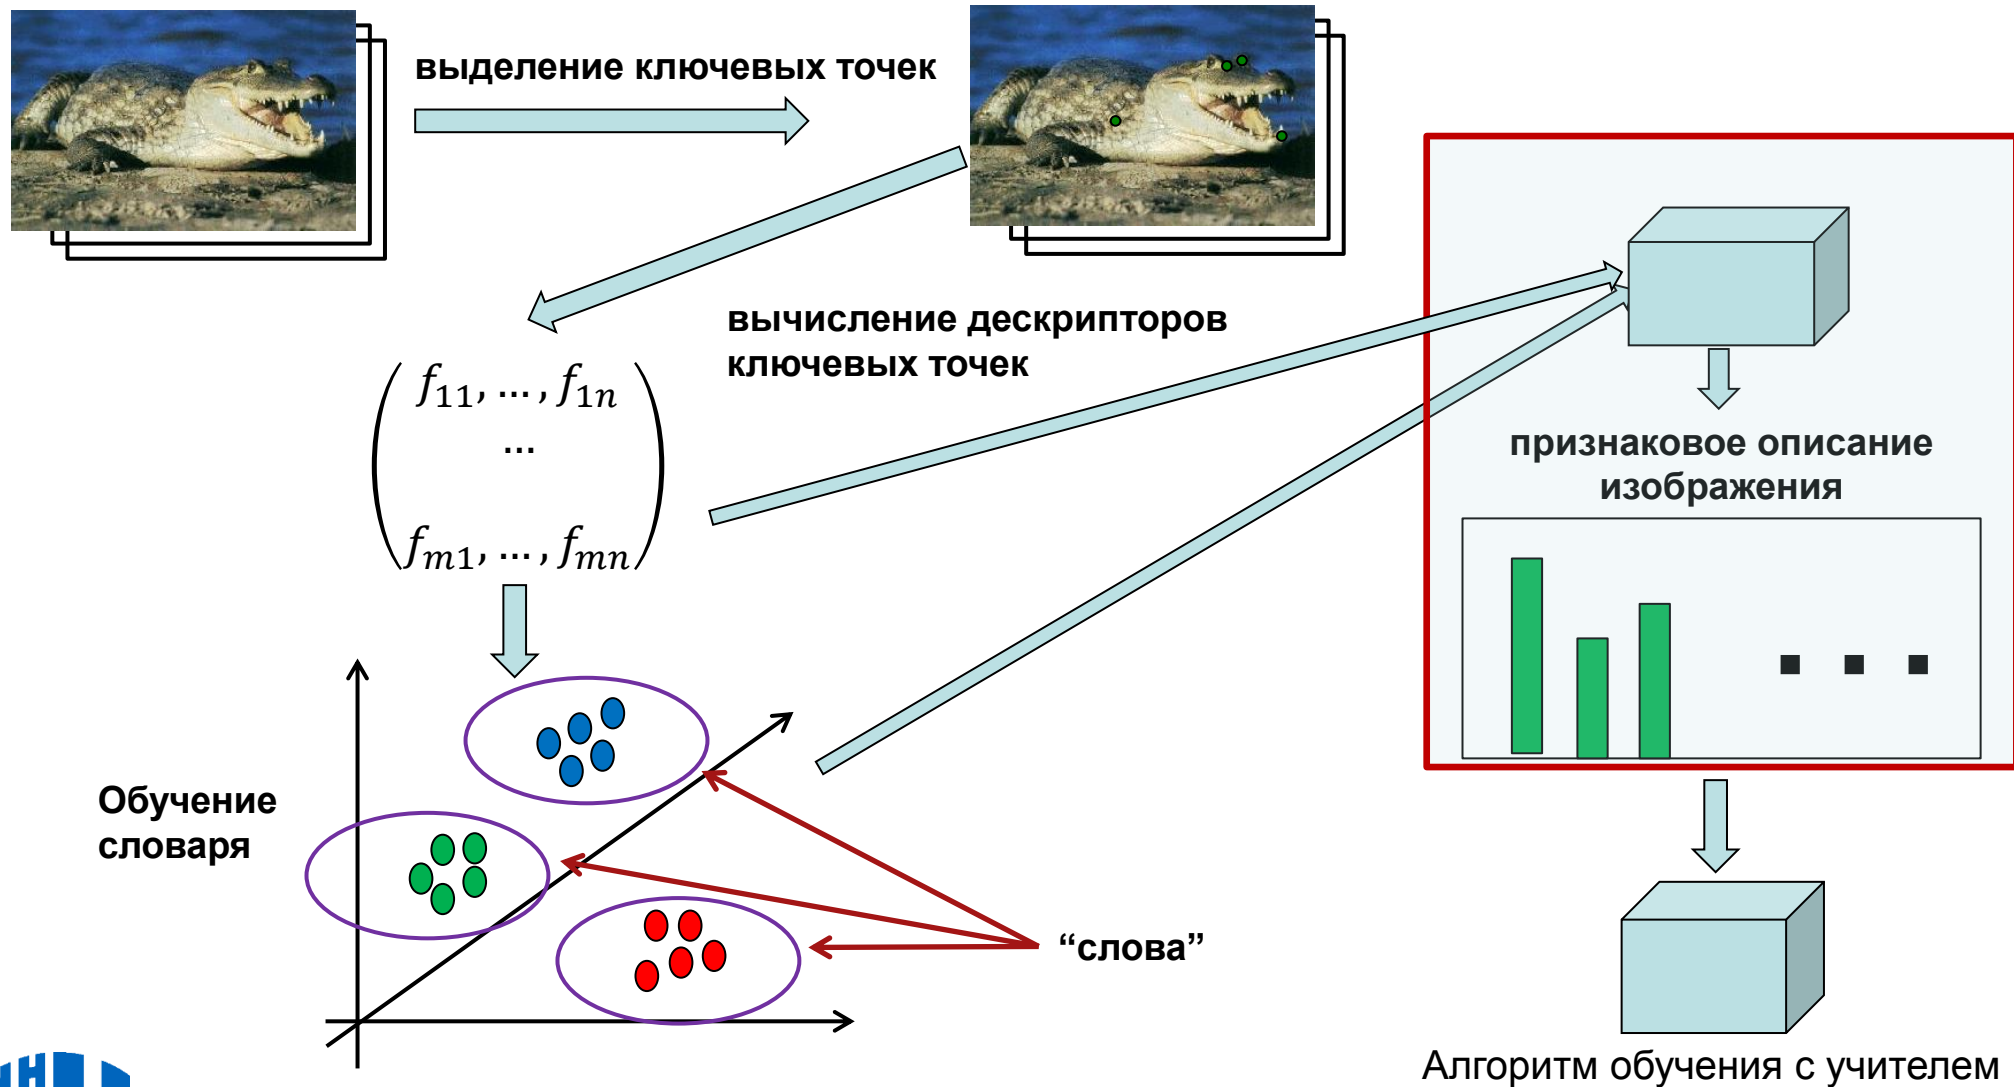 выделение ключевых точек
вычисление дескрипторов
ключевых точек
f₁₁, … , f₁ₙ
…
fₘ₁, … , fₘₙ
признаковое описание
изображения
Обучение
словаря
“слова”
Алгоритм обучения с учителем